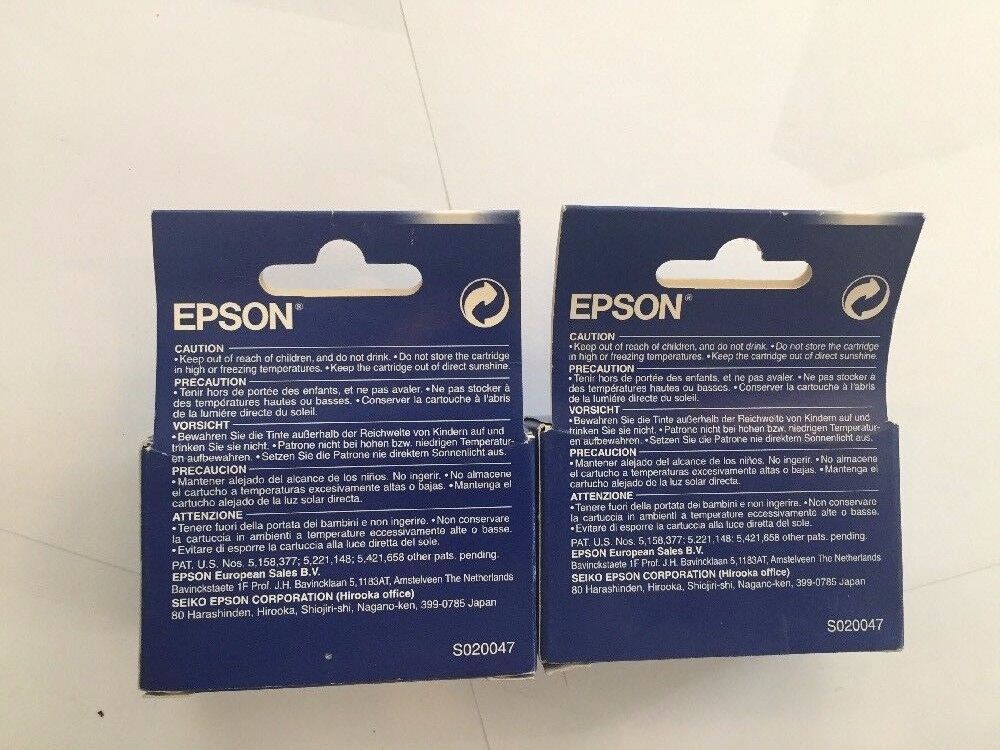 EPSON®
CAUTION
•Keep out of reach of children, and do not drink. •Do not store the cartridge
in high or freezing temperatures. •Keep the cartridge out of direct sunshine.
PRECAUTION
•Tenir hors de portée des enfants, et ne pas avaler. •Ne pas stocker à
des températures hautes ou basses. •Conserver la cartouche à l'abris
de la lumière directe du soleil.
VORSICHT
•Bewahren Sie die Tinte außerhalb der Reichweite von Kindern auf und
trinken Sie sie nicht. •Patrone nicht bei hohen bzw. niedrigen Temperatur-
en aufbewahren. •Setzen Sie die Patrone nie direktem Sonnenlicht aus.
PRECAUCION
•Mantener alejado del alcance de los niños. No ingerir. •No almacene
el cartucho a temperaturas excesivamente altas o bajas. •Mantenga el
cartucho alejado de la luz solar directa.
ATTENZIONE
•Tenere fuori della portata dei bambini e non ingerire. •Non conservare
la cartuccia in ambienti a temperature eccessivamente alte o basse.
•Evitare di esporre la cartuccia alla luce diretta del sole.
PAT. U.S. Nos. 5,158,377; 5,221,148; 5,421,658 other pats. pending.
EPSON European Sales B.V.
Bavinckstaete 1F Prof. J.H. Bavincklaan 5,1183AT, Amstelveen The Netherlands
SEIKO EPSON CORPORATION (Hirooka office)
80 Harashinden, Hirooka, Shiojiri-shi, Nagano-ken, 399-0785 Japan
S020047
EPSON®
CAUTION
•Keep out of reach of children, and do not drink. •Do not store the cartridge
in high or freezing temperatures. •Keep the cartridge out of direct sunshine.
PRECAUTION
•Tenir hors de portée des enfants, et ne pas avaler. •Ne pas stocker à
des températures hautes ou basses. •Conserver la cartouche à l'abris
de la lumière directe du soleil.
VORSICHT
•Bewahren Sie die Tinte außerhalb der Reichweite von Kindern auf und
trinken Sie sie nicht. •Patrone nicht bei hohen bzw. niedrigen Temperatur-
en aufbewahren. •Setzen Sie die Patrone nie direktem Sonnenlicht aus.
PRECAUCION
•Mantener alejado del alcance de los niños. No ingerir. •No almacene
el cartucho a temperaturas excesivamente altas o bajas. •Mantenga el
cartucho alejado de la luz solar directa.
ATTENZIONE
•Tenere fuori della portata dei bambini e non ingerire. •Non conservare
la cartuccia in ambienti a temperature eccessivamente alte o basse.
•Evitare di esporre la cartuccia alla luce diretta del sole.
PAT. U.S. Nos. 5,158,377; 5,221,148; 5,421,658 other pats. pending.
EPSON European Sales B.V.
Bavinckstaete 1F Prof. J.H. Bavincklaan 5,1183AT, Amstelveen The Netherlands
SEIKO EPSON CORPORATION (Hirooka office)
80 Harashinden, Hirooka, Shiojiri-shi, Nagano-ken, 399-0785 Japan
S020047